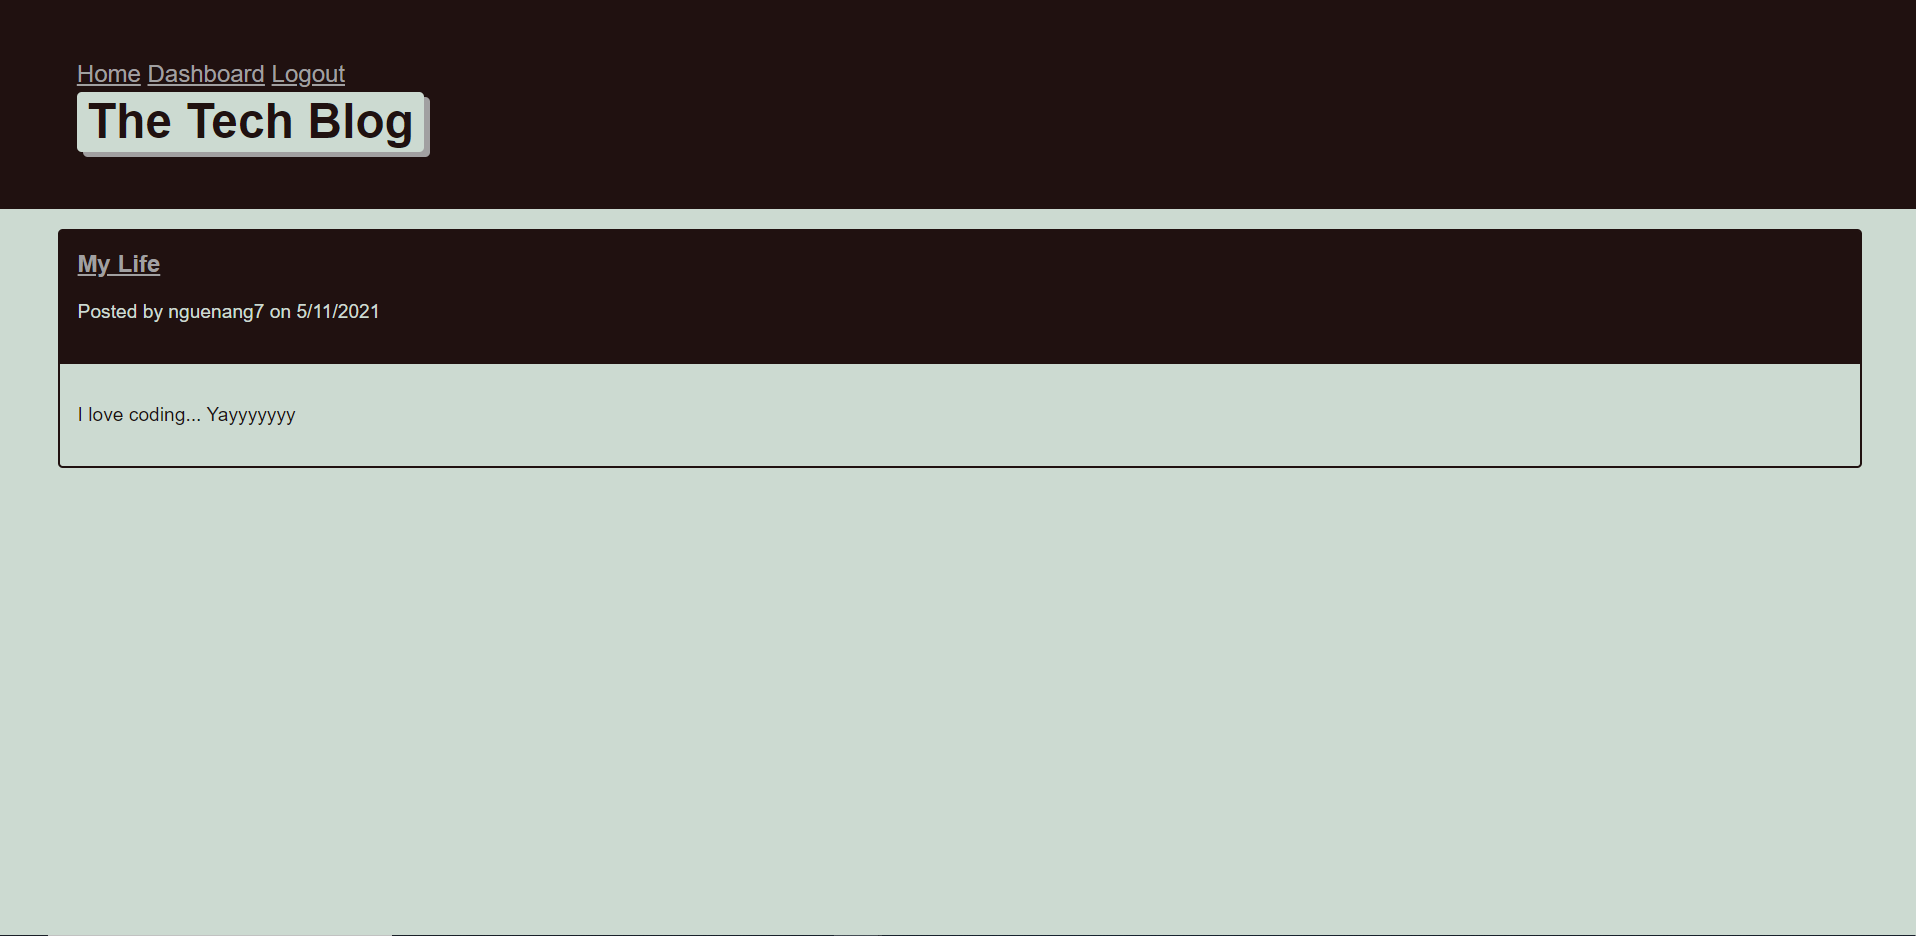 Home Dashboard Logout
The Tech Blog
My Life
Posted by nguenang7 on 5/11/2021
I love coding... Yayyyyyyy